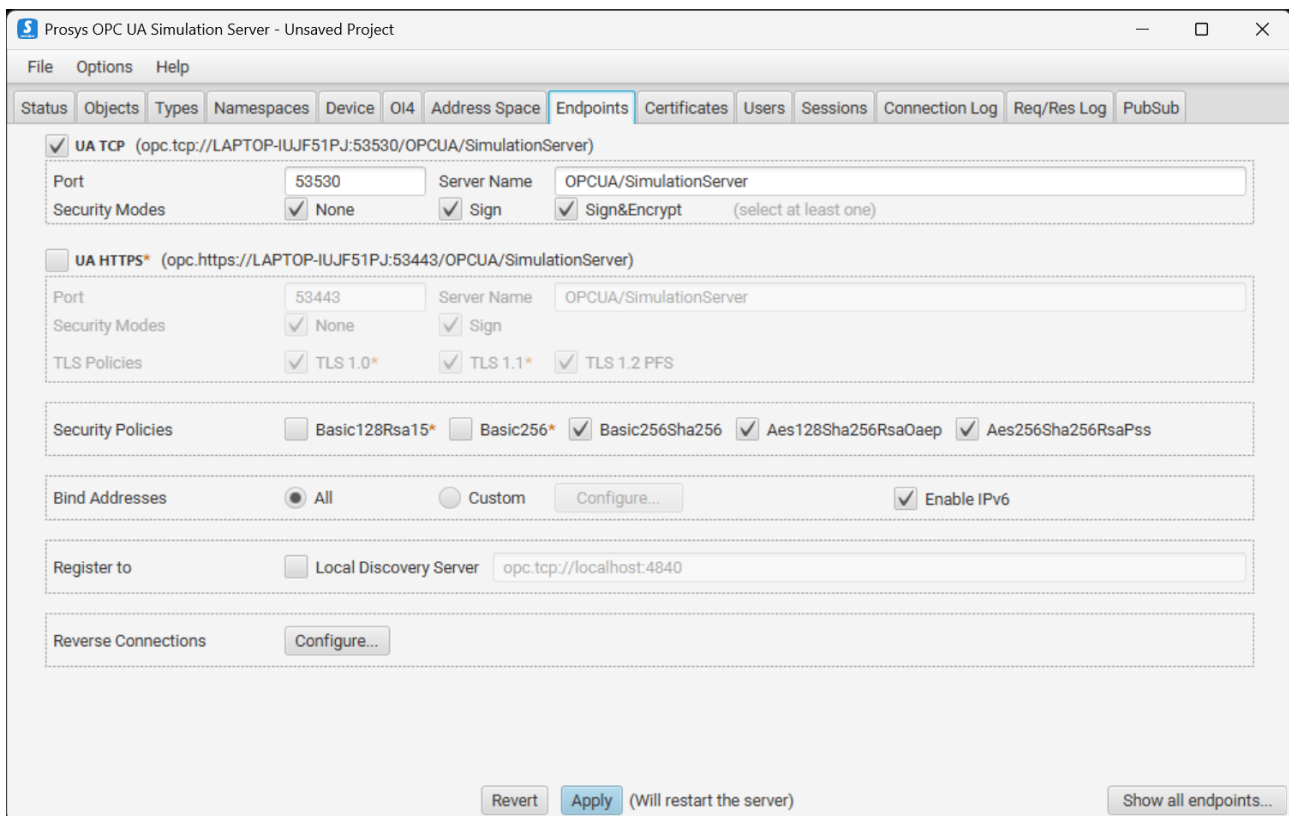 Prosys OPC UA Simulation Server - Unsaved Project
File Options Help
Status Objects Types Namespaces Device OI4 Address Space Endpoints Certificates Users Sessions Connection Log Req/Res Log PubSub
UA TCP (opc.tcp://LAPTOP-IUJF51PJ:53530/OPCUA/SimulationServer)
Port 53530 Server Name OPCUA/SimulationServer
Security Modes None Sign Sign&Encrypt (select at least one)
UA HTTPS* (opc.https://LAPTOP-IUJF51PJ:53443/OPCUA/SimulationServer)
Port 53443 Server Name OPCUA/SimulationServer
Security Modes None Sign
TLS Policies TLS 1.0* TLS 1.1* TLS 1.2 PFS
Security Policies Basic128Rsa15* Basic256* Basic256Sha256 Aes128Sha256RsaOaep Aes256Sha256RsaPss
Bind Addresses All Custom Configure... Enable IPv6
Register to Local Discovery Server opc.tcp://localhost:4840
Reverse Connections Configure...
Revert Apply (Will restart the server) Show all endpoints...